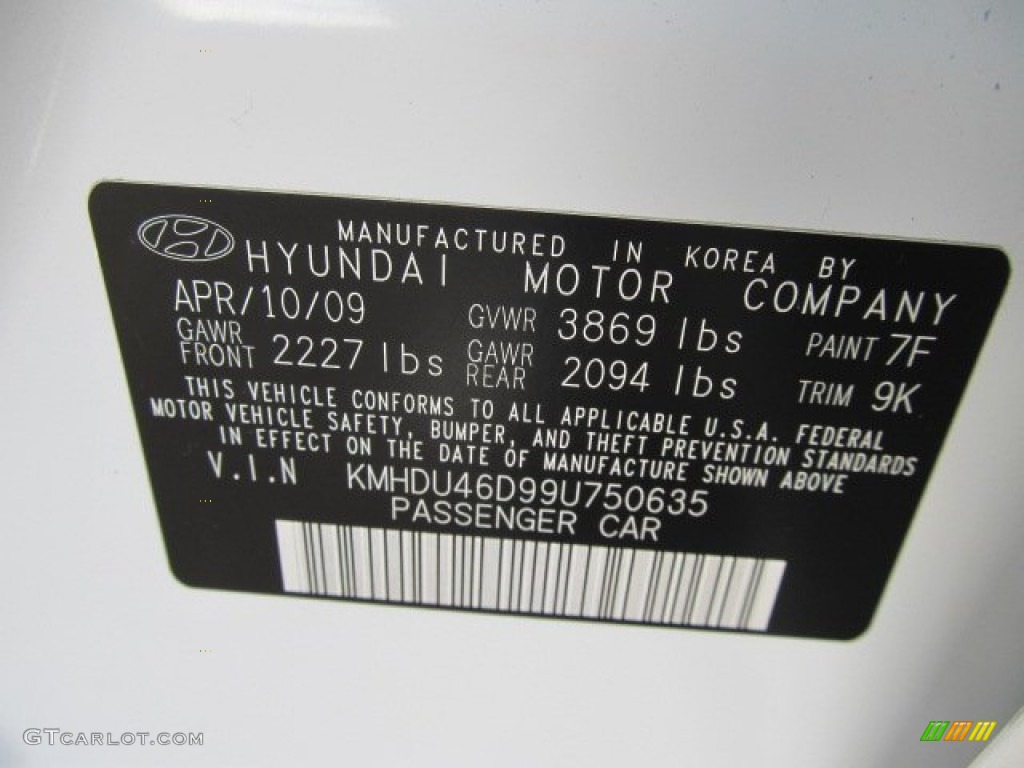 MANUFACTURED IN KOREA BY
HYUNDAI MOTOR COMPANY
APR/10/09 GVWR 3869 lbs PAINT 7F
GAWR FRONT 2227 lbs GAWR REAR 2094 lbs TRIM 9K
THIS VEHICLE CONFORMS TO ALL APPLICABLE U.S.A. FEDERAL
MOTOR VEHICLE SAFETY, BUMPER, AND THEFT PREVENTION STANDARDS
IN EFFECT ON THE DATE OF MANUFACTURE SHOWN ABOVE
V.I.N KMHDU46D99U750635
PASSENGER CAR
GTCARLOT.COM